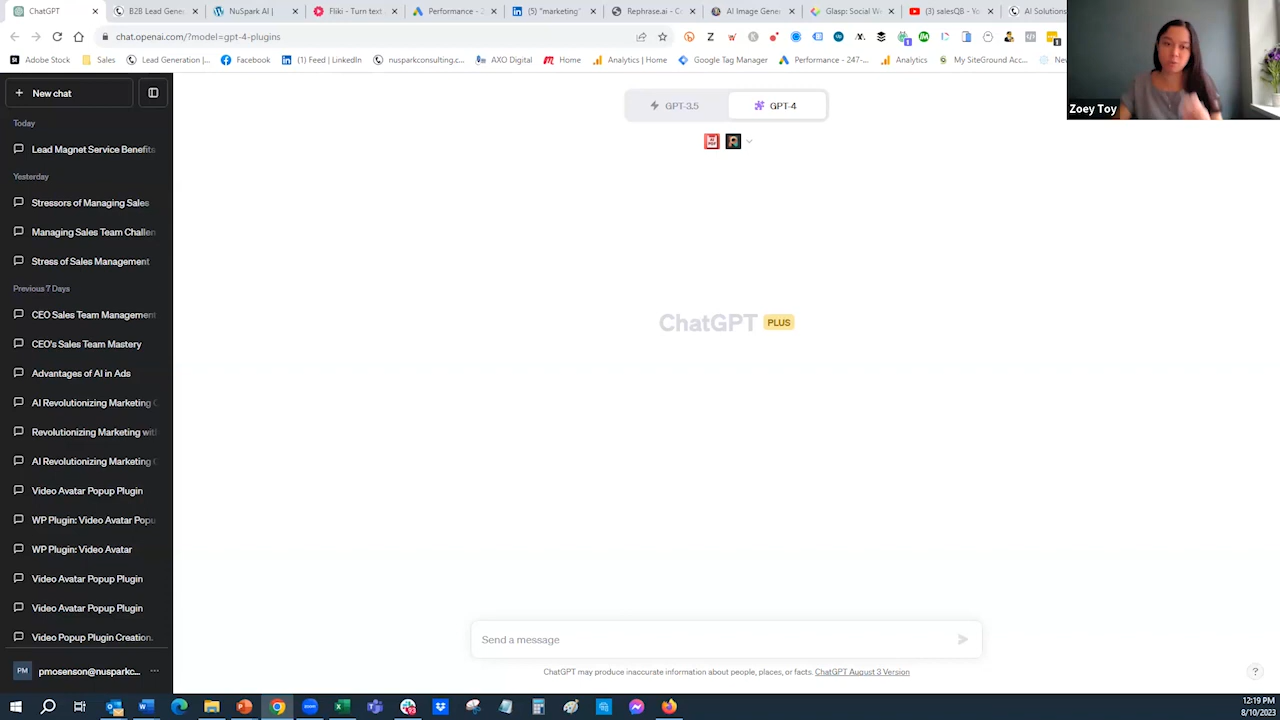 ChatGPT
B2B Lead Gener
NuSpark AI |
Fliki - Turn text
Performance - 2
(5) "marketing"
Rephrase.ai - C
AI Image Gene
Glasp: Social W
(3) salesQB - Yo
AI Solutions
chat.openai.com/?model=gpt-4-plugins
Adobe Stock
Sales
Lead Generation |...
Facebook
(1) Feed | LinkedIn
nusparkconsulting.c...
AXO Digital
Home
Analytics | Home
Google Tag Manager
Performance - 247-...
Analytics
My SiteGround Acc...
New
Zoey Toy
New chat
GPT-3.5
GPT-4
Today
Lead Magnet Service Benefits
Yesterday
Stressors of Managing Sales
Managing Sales Team Challen
Stress of Sales Management
Previous 7 Days
CEO Sales Team Management
CEO's Sales Team Mastery
Advantages of AI in Ads
AI Revolutionizing Marketing C
Revolutionizing Marketing with
AI Revolutionizing Marketing C
Video Avatar Popup Plugin
WP Plugin: Video Avatar Popu
WP Plugin: Video Avatar
Video Avatar Popup Plugin
Video Avatar Popup Plugin
Video Popup Plugin Creation.
ChatGPT PLUS
Send a message
ChatGPT may produce inaccurate information about people, places, or facts. ChatGPT August 3 Version
PM
pmosenson@nusparkc...
?
12:19 PM
8/10/2023